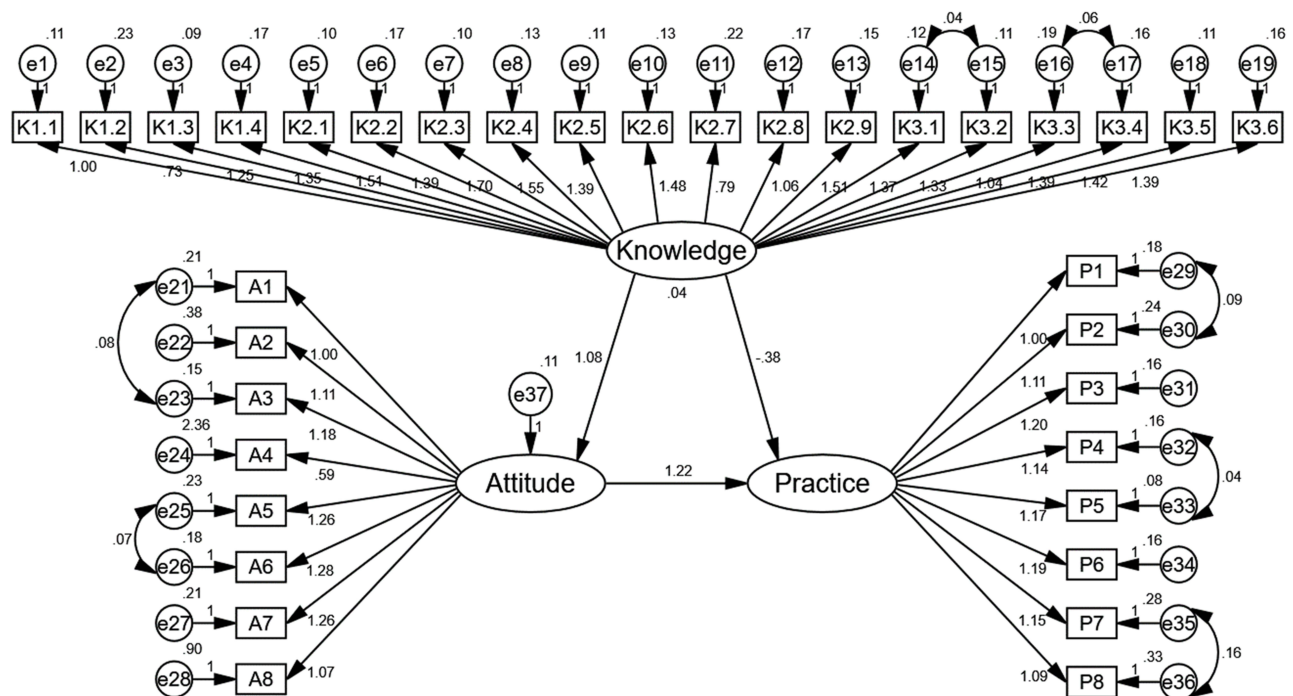 .11 .23 .09 .17 .10 .17 .10 .13 .11 .13 .22 .17 .15 .12 .04 .11 .19 .06 .16 .11 .16
e1 e2 e3 e4 e5 e6 e7 e8 e9 e10 e11 e12 e13 e14 e15 e16 e17 e18 e19
1 1 1 1 1 1 1 1 1 1 1 1 1 1 1 1 1 1 1
K1.1 K1.2 K1.3 K1.4 K2.1 K2.2 K2.3 K2.4 K2.5 K2.6 K2.7 K2.8 K2.9 K3.1 K3.2 K3.3 K3.4 K3.5 K3.6
1.00 .73 1.25 1.35 1.51 1.39 1.70 1.55 1.39 1.48 .79 1.06 1.51 1.37 1.33 1.04 1.39 1.42 1.39
Knowledge
.04
.21
e21 1 A1
.38
e22 1 A2
1.00
.08
.15
e23 1 A3
1.11
2.36
e24 1 A4
1.18
.59
.23
e25 1 A5
1.26
.07
.18
e26 1 A6
1.28
.21
e27 1 A7
1.26
.90
e28 1 A8
1.07
1.08
-.38
.11
e37
1
Attitude
1.22
Practice
P1 1 .18 e29
.09
1.00
P2 1 .24 e30
1.11
P3 1 .16 e31
1.20
P4 1 .16 e32
1.14
.04
P5 1 .08 e33
1.17
P6 1 .16 e34
1.19
P7 1 .28 e35
1.15
.16
P8 1 .33 e36
1.09